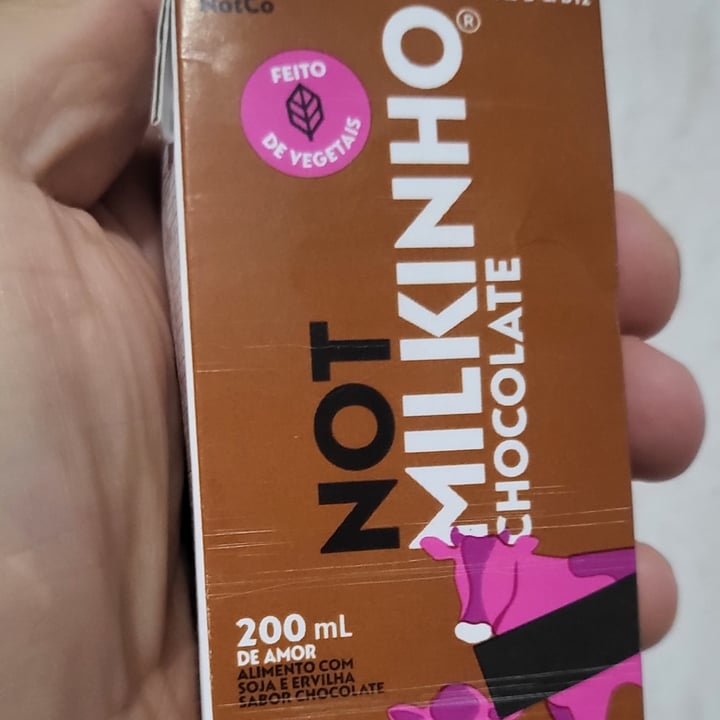 NotCo
FEITO
DE VEGETAIS
NOT
MILKINHO®
CHOCOLATE
200 mL
DE AMOR
ALIMENTO COM
SOJA E ERVILHA
SABOR CHOCOLATE